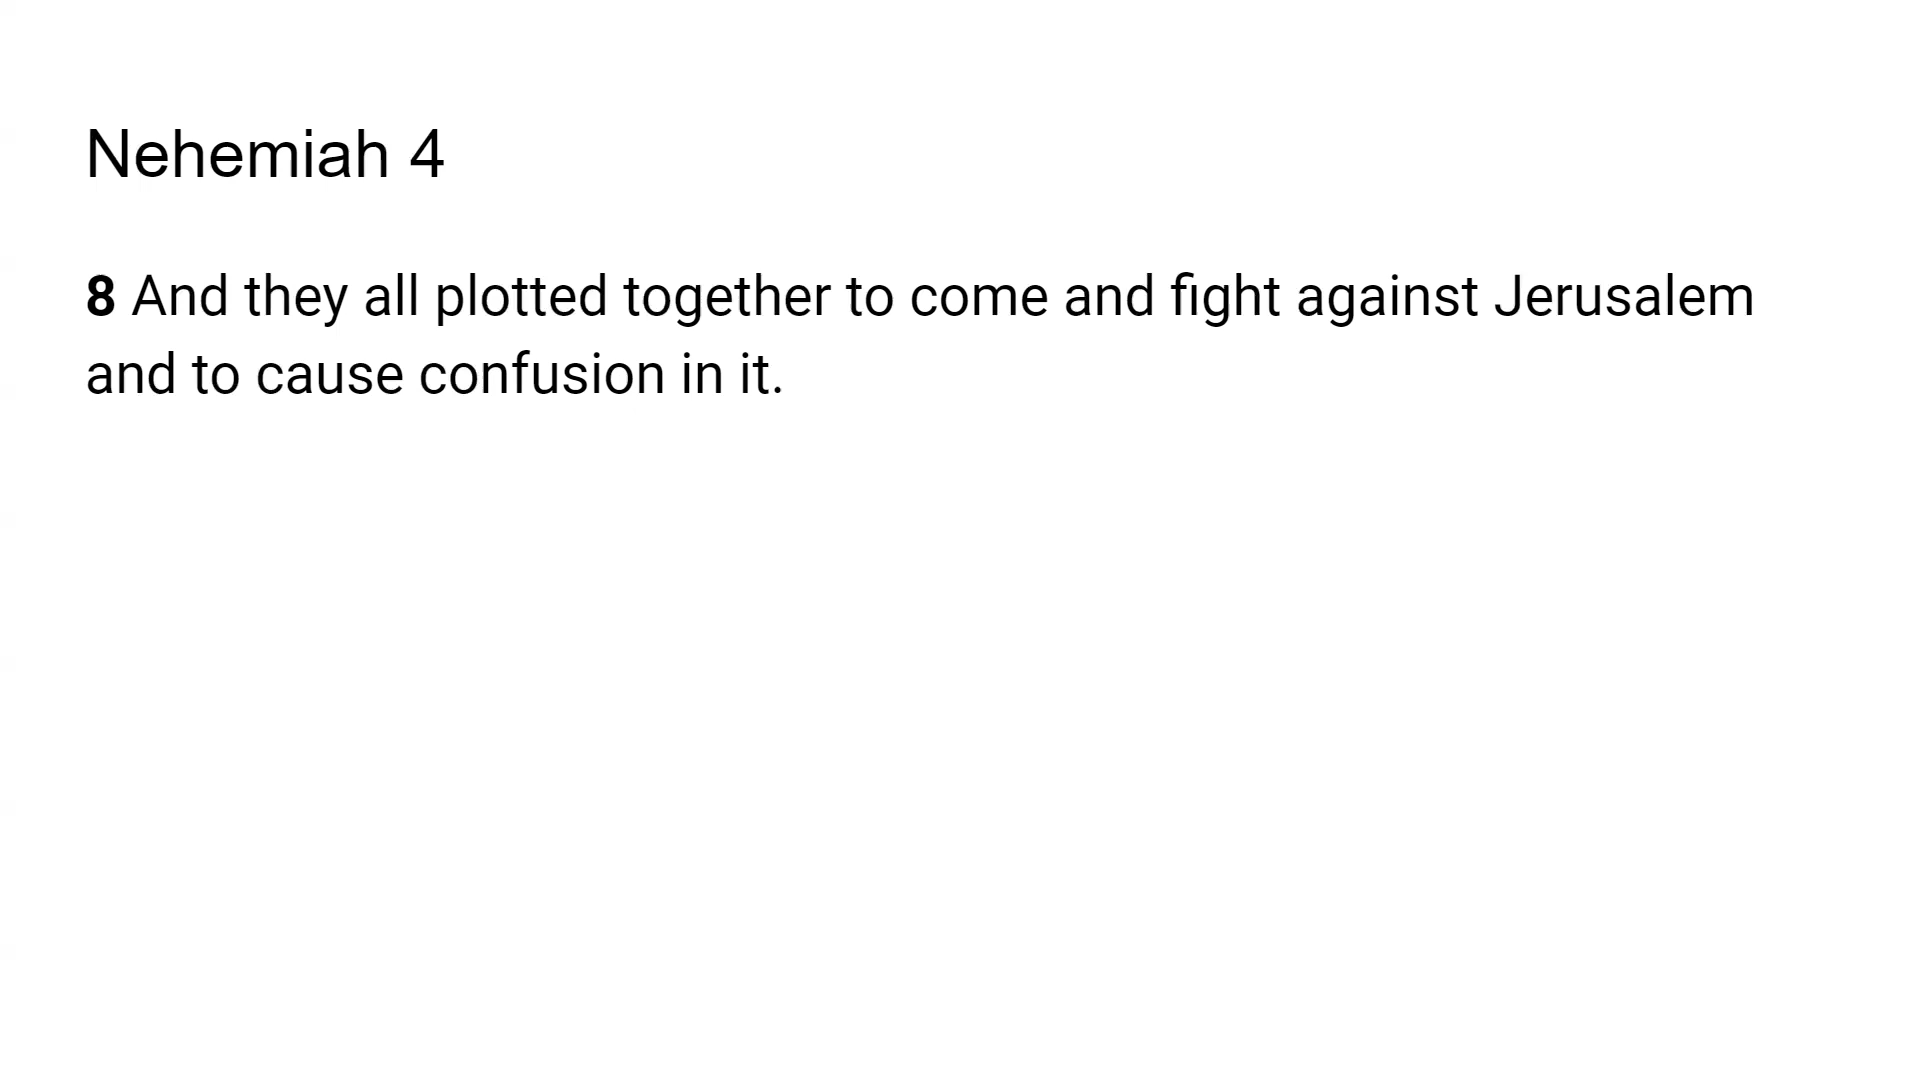 Nehemiah 4
8 And they all plotted together to come and fight against Jerusalem
and to cause confusion in it.